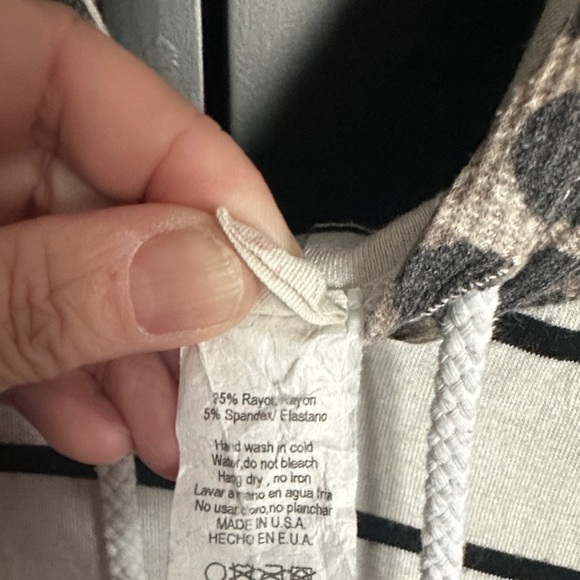 95% Rayon, Rayon
5% Spandex/ Elastano
Hand wash in cold
Water,do not bleach
Hang dry , no iron
Lavar a mano en agua fria
No usar cloro,no planchar
MADE IN U.S.A.
HECHO EN E.U.A.